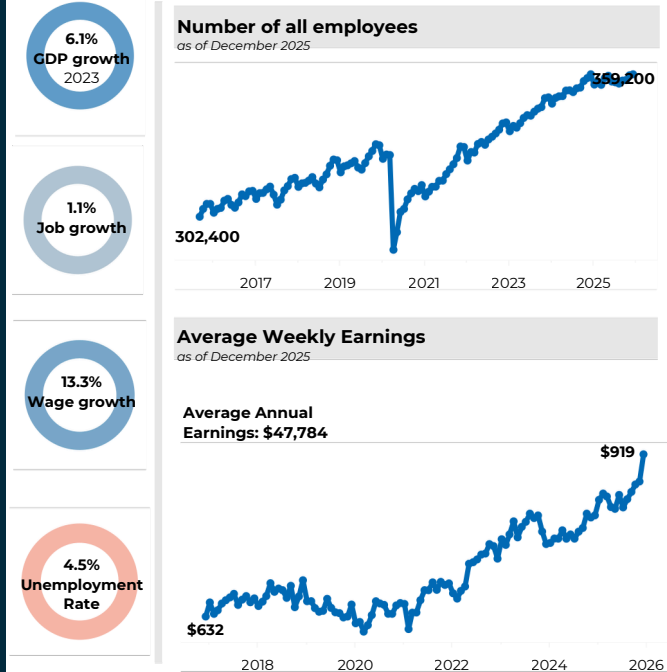 6.1%
GDP growth
2023
1.1%
Job growth
13.3%
Wage growth
4.5%
Unemployment
Rate
Number of all employees
as of December 2025
359,200
302,400
2017 2019 2021 2023 2025
Average Weekly Earnings
as of December 2025
Average Annual
Earnings: $47,784
$919
$632
2018 2020 2022 2024 2026